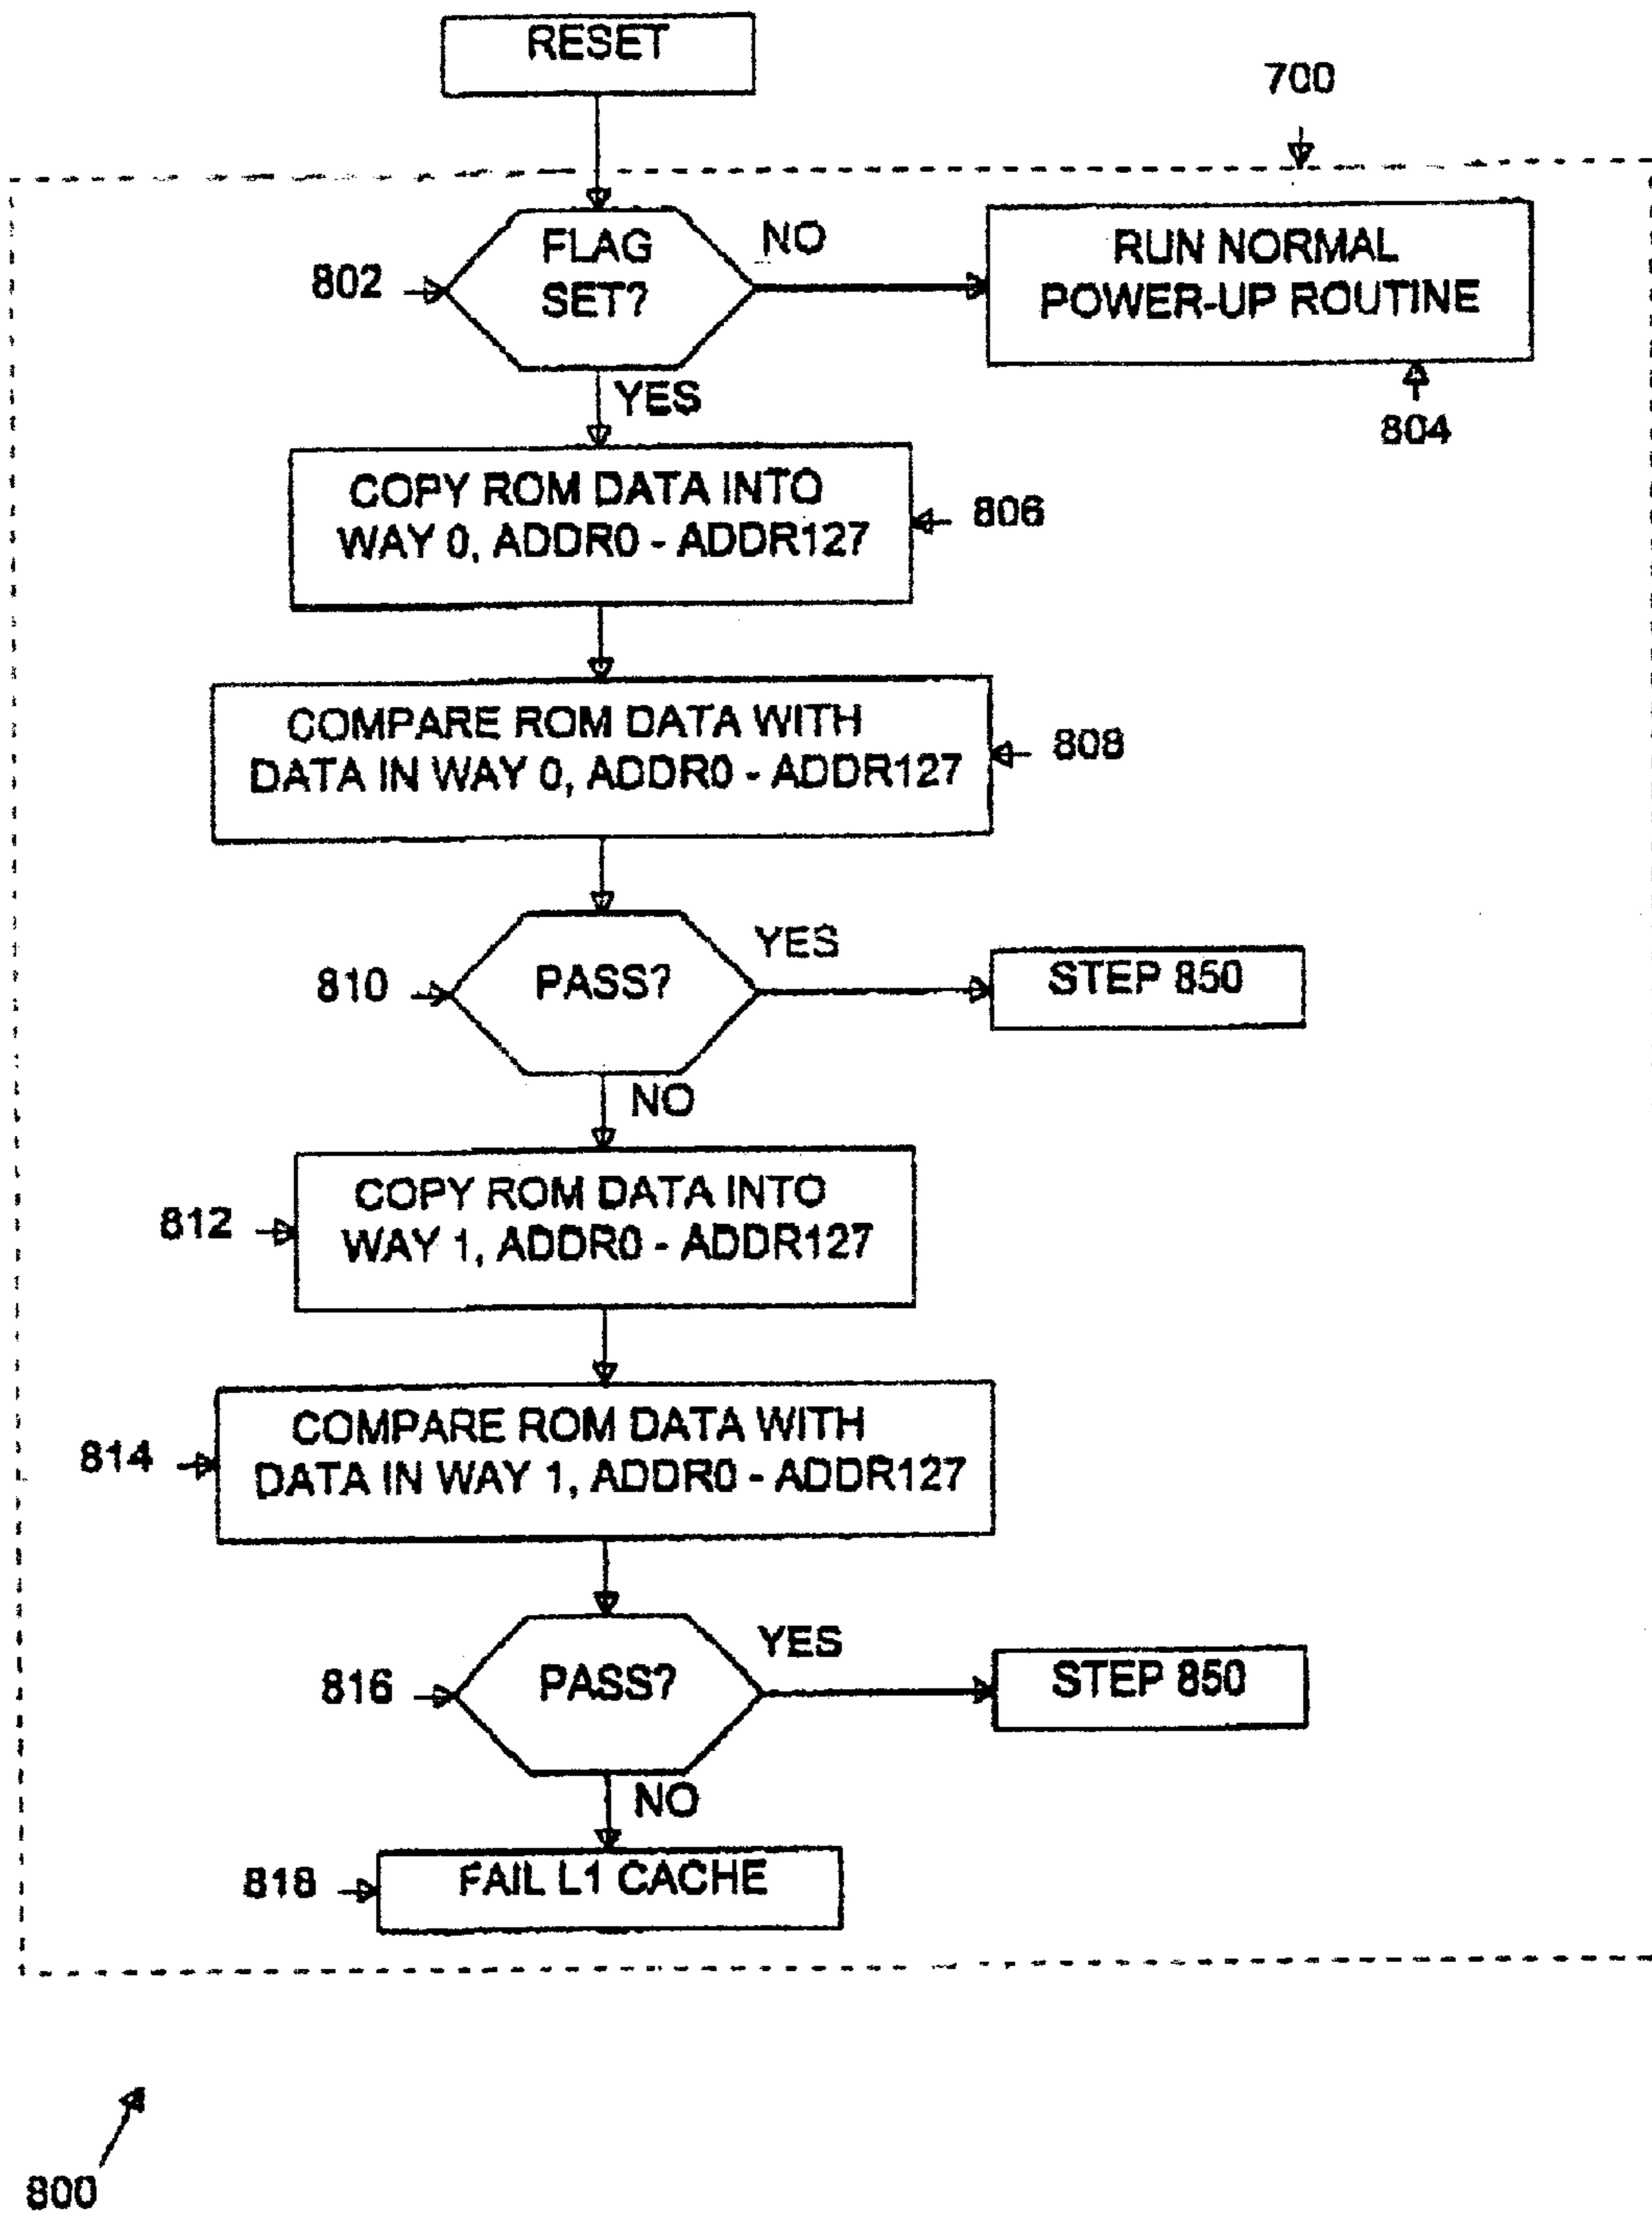 RESET
700
FLAG
SET?
NO
802
RUN NORMAL
POWER-UP ROUTINE
YES
804
COPY ROM DATA INTO
WAY 0, ADDR0 - ADDR127
806
COMPARE ROM DATA WITH
DATA IN WAY 0, ADDR0 - ADDR127
808
YES
810
PASS?
STEP 850
NO
COPY ROM DATA INTO
WAY 1, ADDR0 - ADDR127
812
COMPARE ROM DATA WITH
DATA IN WAY 1, ADDR0 - ADDR127
814
YES
816
PASS?
STEP 850
NO
818
FAIL L1 CACHE
800